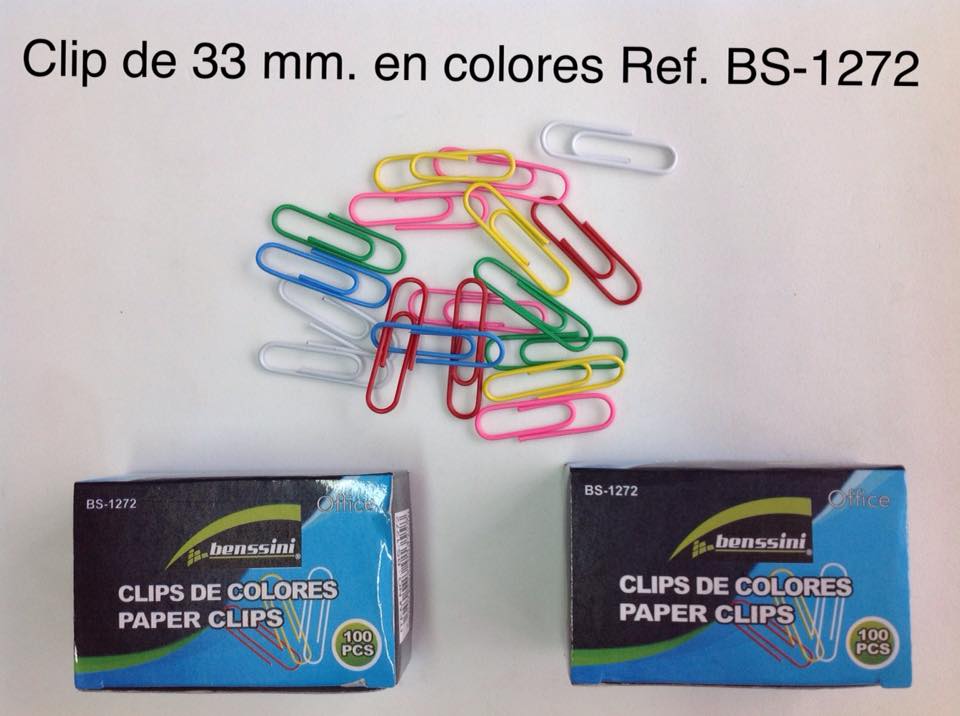 Clip de 33 mm. en colores Ref. BS-1272
BS-1272
Office
benssini®
CLIPS DE COLORES
PAPER CLIPS
100
PCS
BS-1272
Office
benssini®
CLIPS DE COLORES
PAPER CLIPS
100
PCS